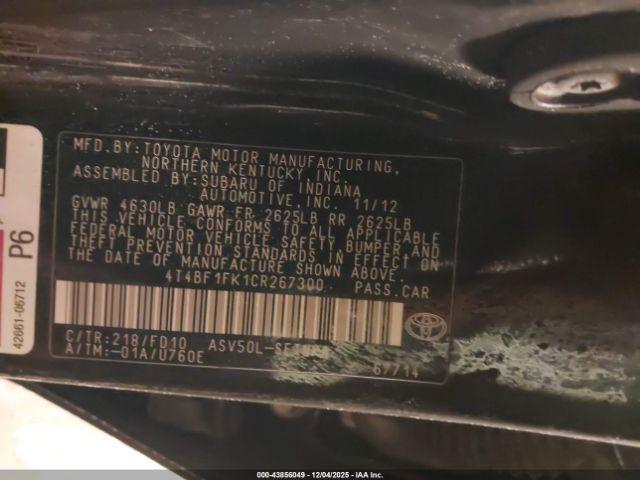 MFD.BY:TOYOTA MOTOR MANUFACTURING,
NORTHERN KENTUCKY, INC.
ASSEMBLED BY:SUBARU OF INDIANA
AUTOMOTIVE, INC. 11/12
GVWR 4630LB GAWR FR 2625LB RR 2625LB
THIS VEHICLE CONFORMS TO ALL APPLICABLE
FEDERAL MOTOR VEHICLE SAFETY, BUMPER, AND
THEFT PREVENTION STANDARDS IN EFFECT ON
THE DATE OF MANUFACTURE SHOWN ABOVE.
4T4BF1FK1CR267300 PASS.CAR
C/TR:218/FD10 ASV50L-
A/TM:-01A/U760E 67714
TOYOTA
P6
42661-06712
000-43856049 - 12/04/2025 - IAA Inc.